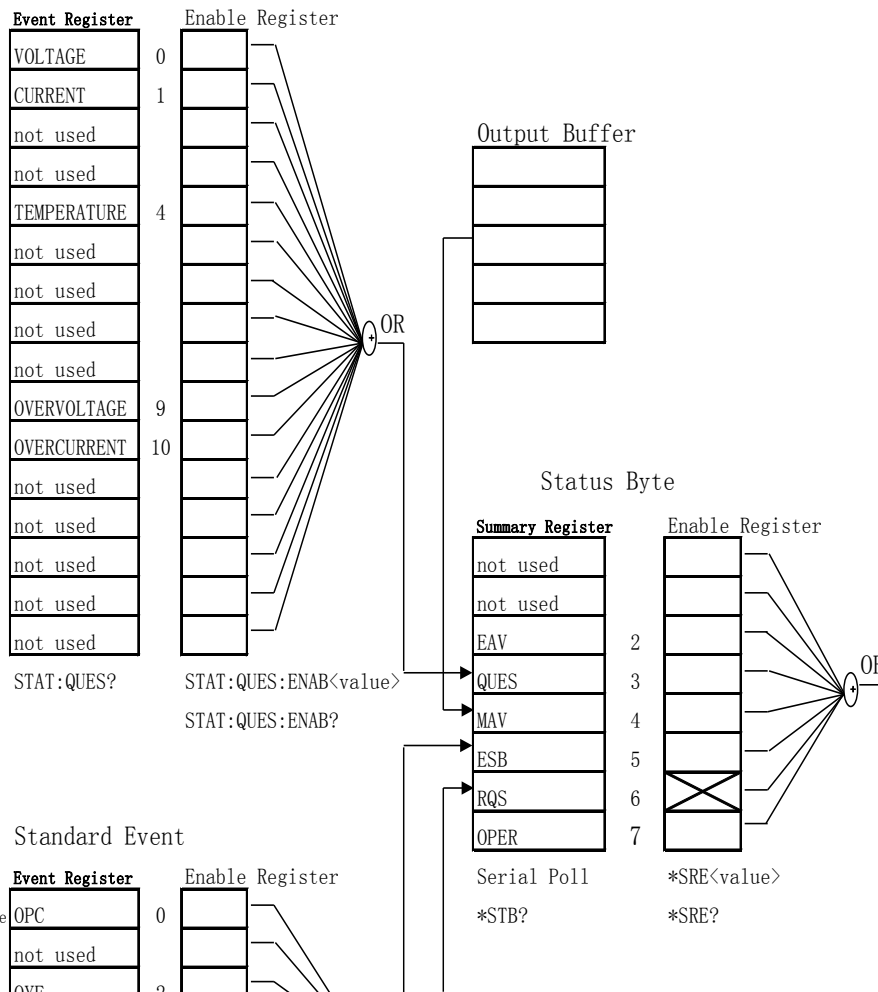 Event Register
Enable Register
VOLTAGE 0
CURRENT 1
not used
not used
TEMPERATURE 4
not used
not used
not used
not used
OVERVOLTAGE 9
OVERCURRENT 10
not used
not used
not used
not used
not used
STAT:QUES?
STAT:QUES:ENAB<value>
STAT:QUES:ENAB?
OR
Output Buffer
Status Byte
Summary Register
Enable Register
not used
not used
EAV 2
QUES 3
MAV 4
ESB 5
RQS 6
OPER 7
Serial Poll
*SRE<value>
*STB?
*SRE?
Standard Event
Event Register
Enable Register
OPC 0
not used